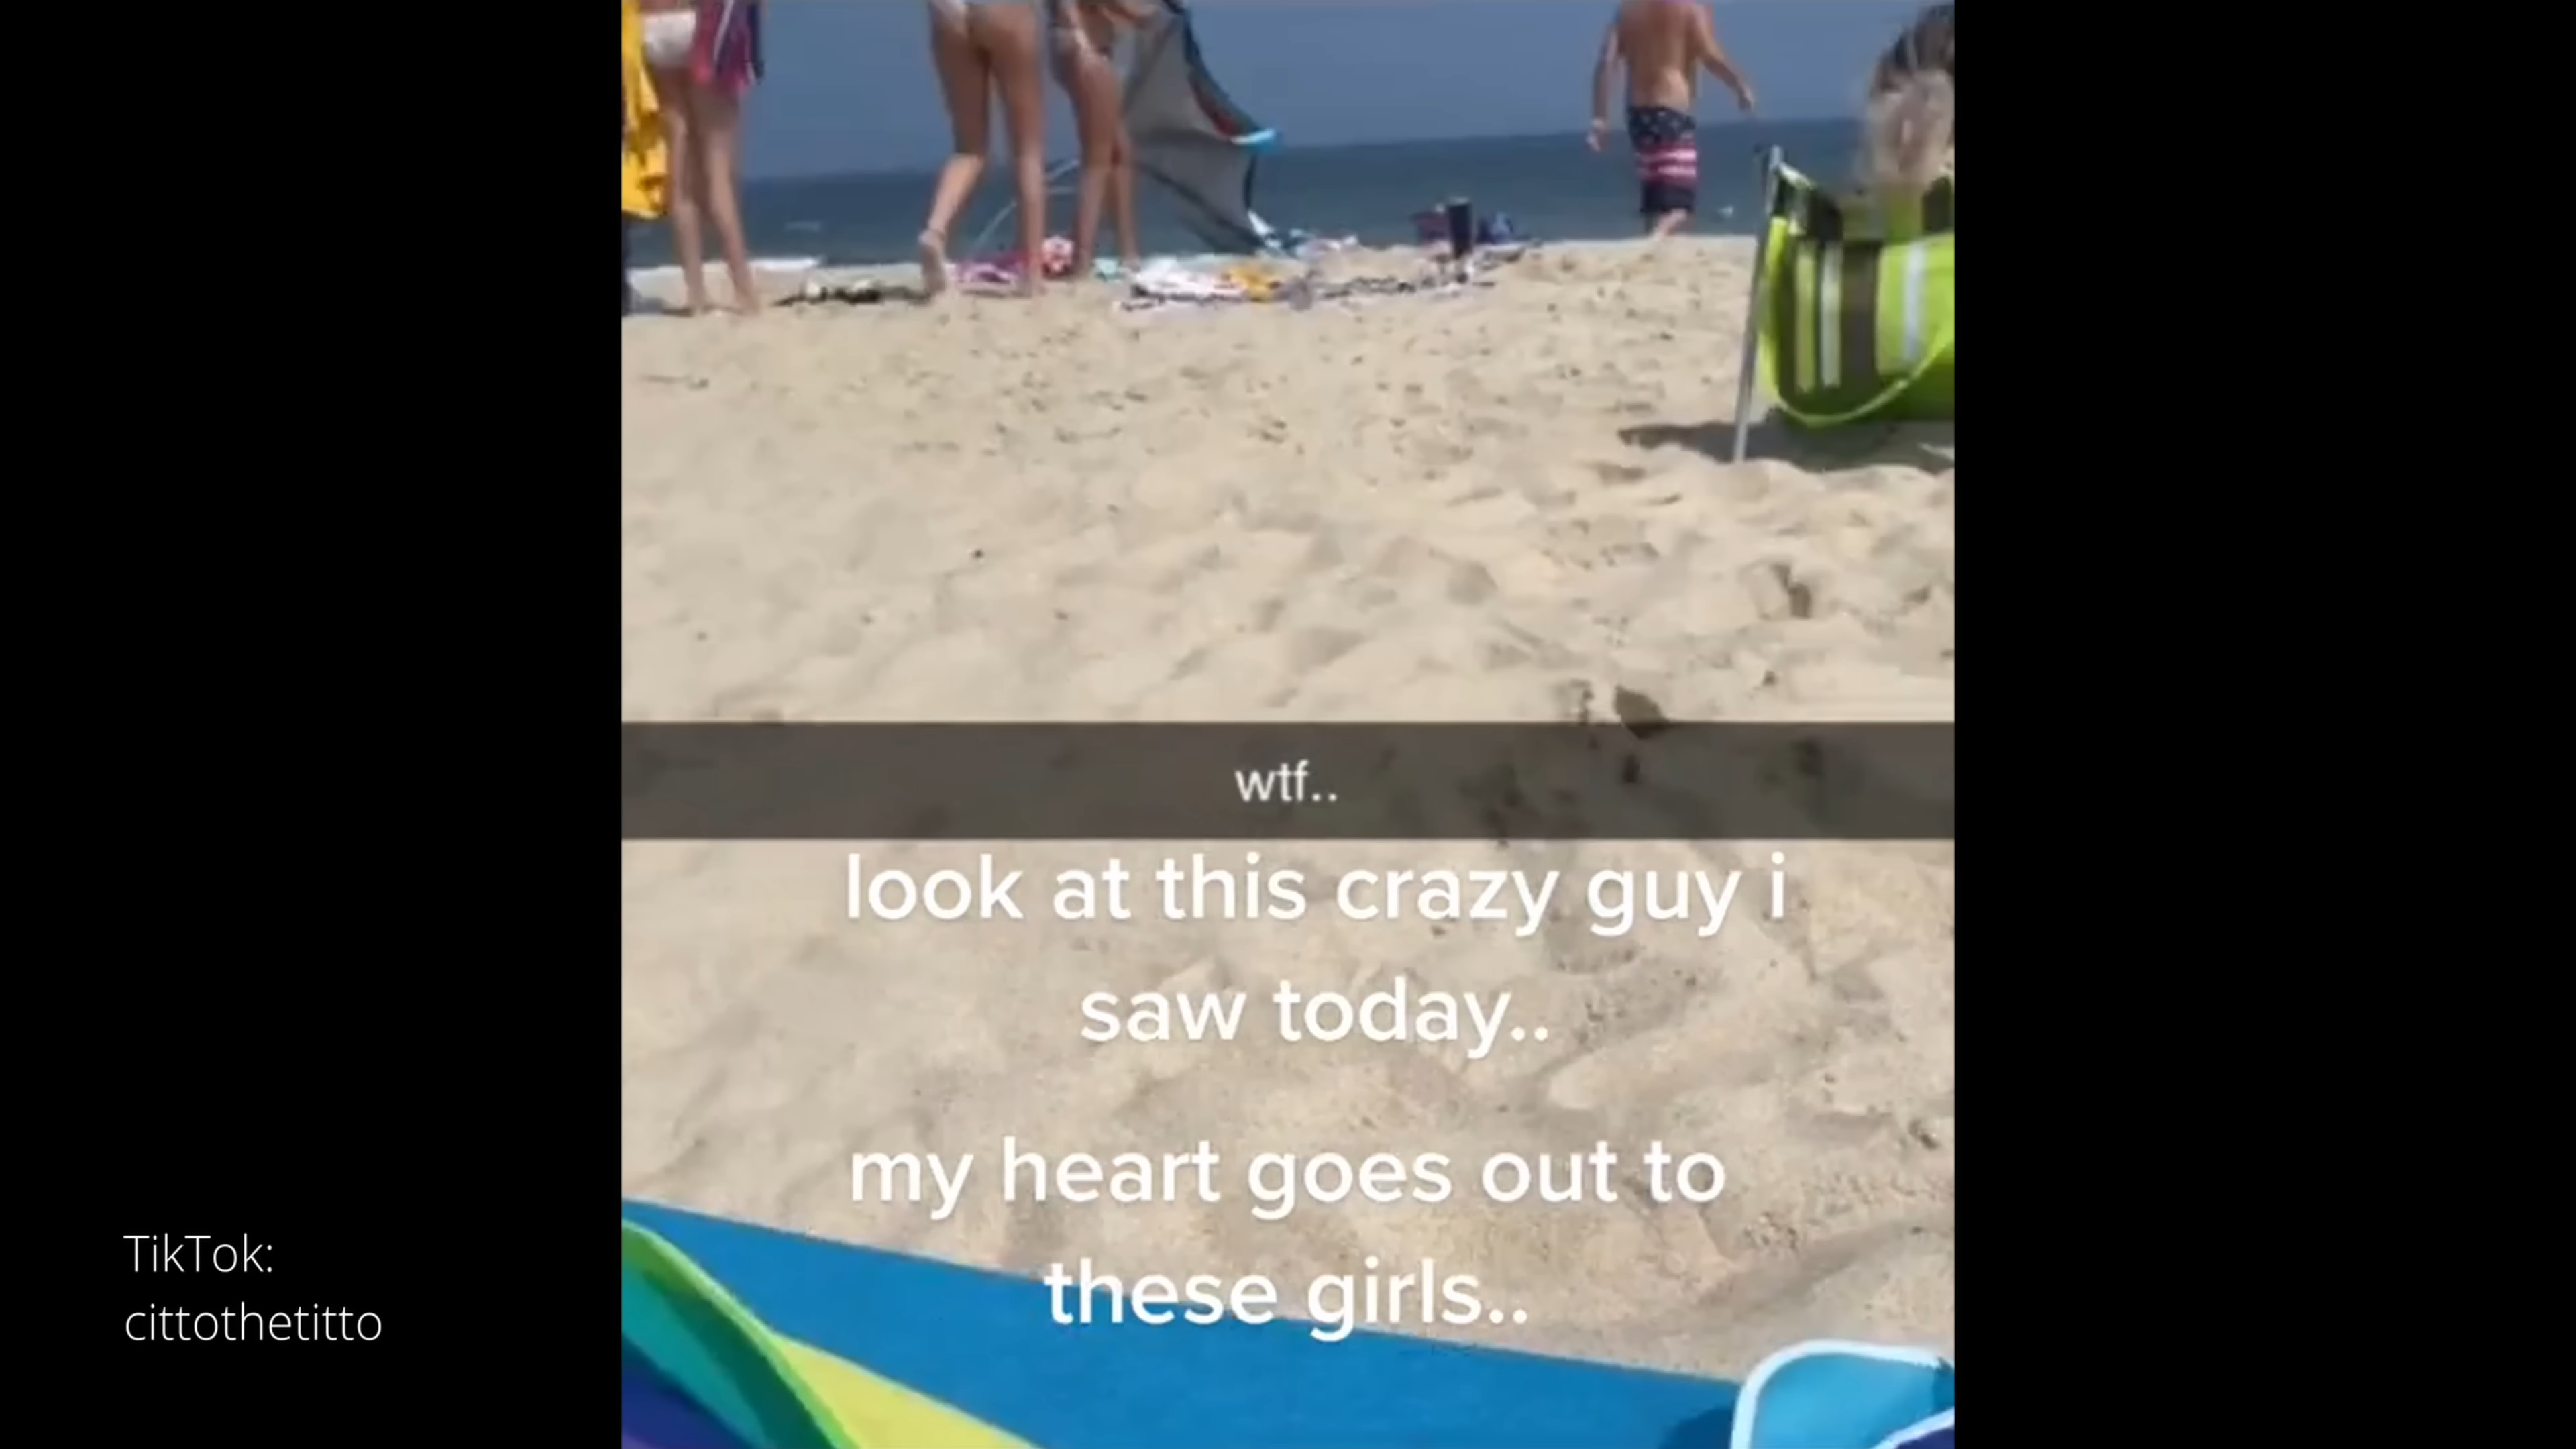 wtf..
look at this crazy guy i
saw today..
my heart goes out to
these girls..
TikTok:
cittothetitto